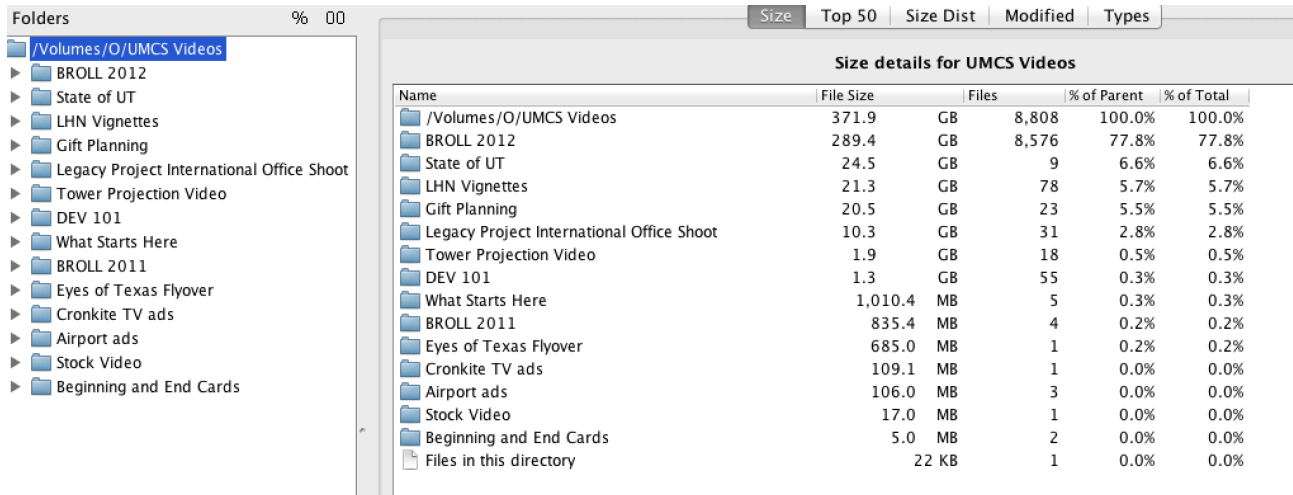 Folders % 00
/Volumes/O/UMCS Videos
BROLL 2012
State of UT
LHN Vignettes
Gift Planning
Legacy Project International Office Shoot
Tower Projection Video
DEV 101
What Starts Here
BROLL 2011
Eyes of Texas Flyover
Cronkite TV ads
Airport ads
Stock Video
Beginning and End Cards
Size Top 50 Size Dist Modified Types
Size details for UMCS Videos
Name File Size Files % of Parent % of Total
/Volumes/O/UMCS Videos 371.9 GB 8,808 100.0% 100.0%
BROLL 2012 289.4 GB 8,576 77.8% 77.8%
State of UT 24.5 GB 9 6.6% 6.6%
LHN Vignettes 21.3 GB 78 5.7% 5.7%
Gift Planning 20.5 GB 23 5.5% 5.5%
Legacy Project International Office Shoot 10.3 GB 31 2.8% 2.8%
Tower Projection Video 1.9 GB 18 0.5% 0.5%
DEV 101 1.3 GB 55 0.3% 0.3%
What Starts Here 1,010.4 MB 5 0.3% 0.3%
BROLL 2011 835.4 MB 4 0.2% 0.2%
Eyes of Texas Flyover 685.0 MB 1 0.2% 0.2%
Cronkite TV ads 109.1 MB 1 0.0% 0.0%
Airport ads 106.0 MB 3 0.0% 0.0%
Stock Video 17.0 MB 1 0.0% 0.0%
Beginning and End Cards 5.0 MB 2 0.0% 0.0%
Files in this directory 22 KB 1 0.0% 0.0%